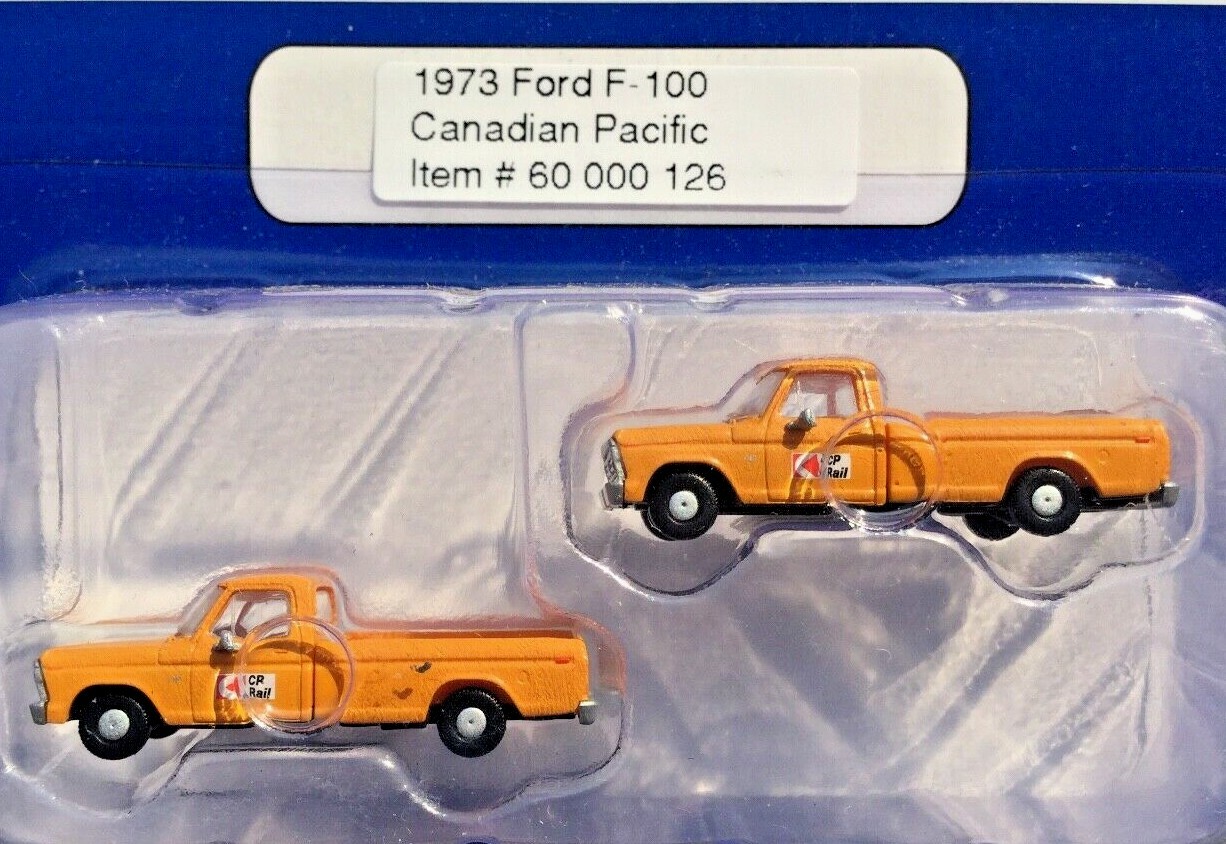 1973 Ford F-100
Canadian Pacific
Item # 60 000 126
CP
Rail
CP
Rail